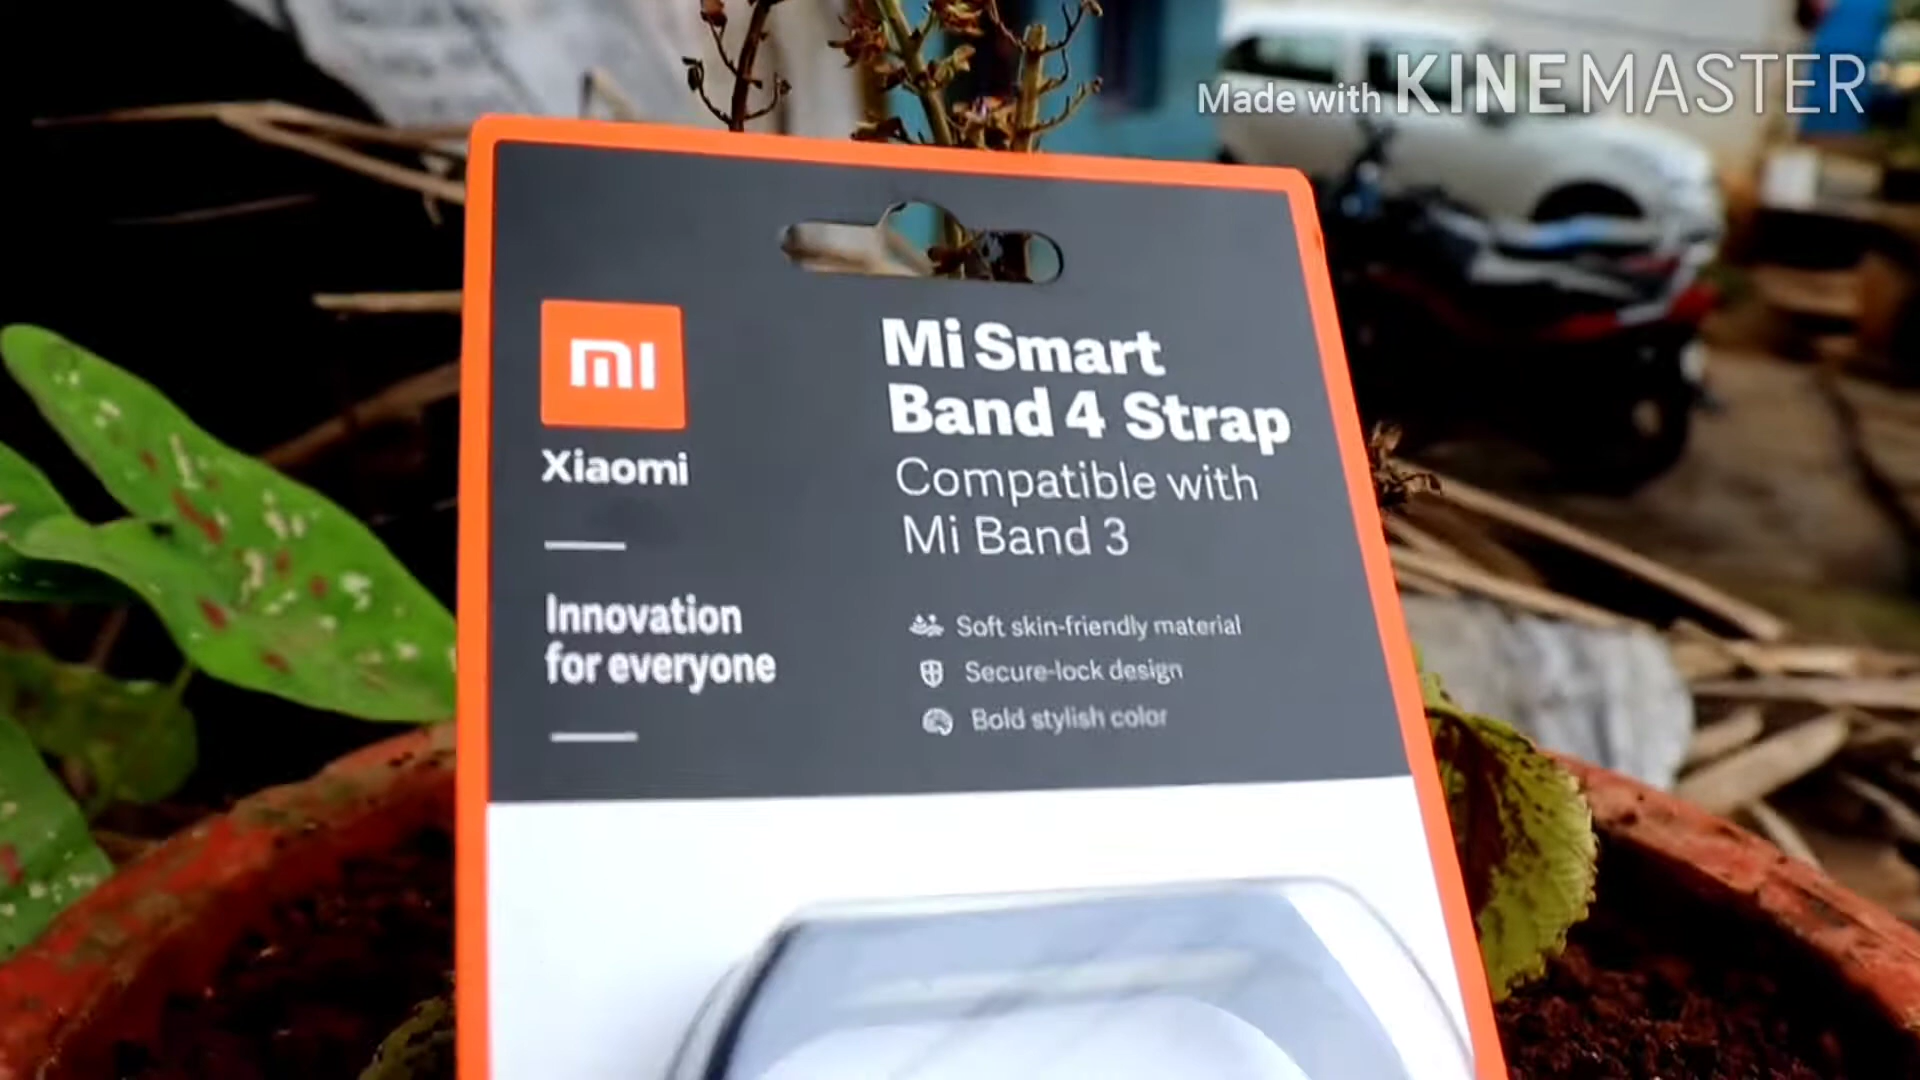 Made with KINEMASTER
mi
Xiaomi
Innovation
for everyone
Mi Smart
Band 4 Strap
Compatible with
Mi Band 3
Soft skin-friendly material
Secure-lock design
Bold stylish color